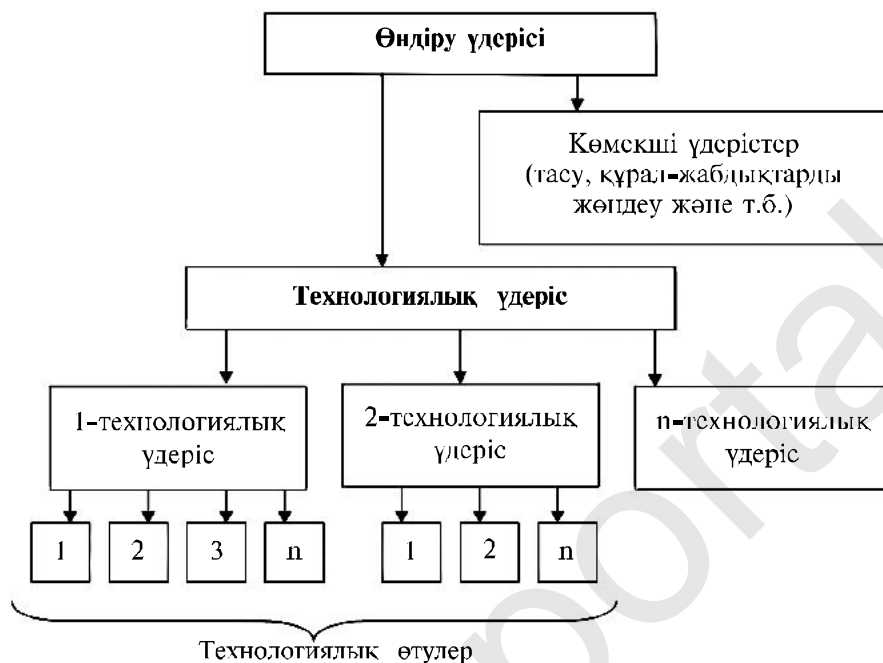 Өндіру үдерісі
Көмекші үдерістер
(тасу, құрал-жабдықтарды
жөндеу және т.б.)
Технологиялық үдеріс
1-технологиялық
үдеріс
2-технологиялық
үдеріс
n-технологиялық
үдеріс
1 2 3 n 1 2 n
Технологиялық өтулер
portal